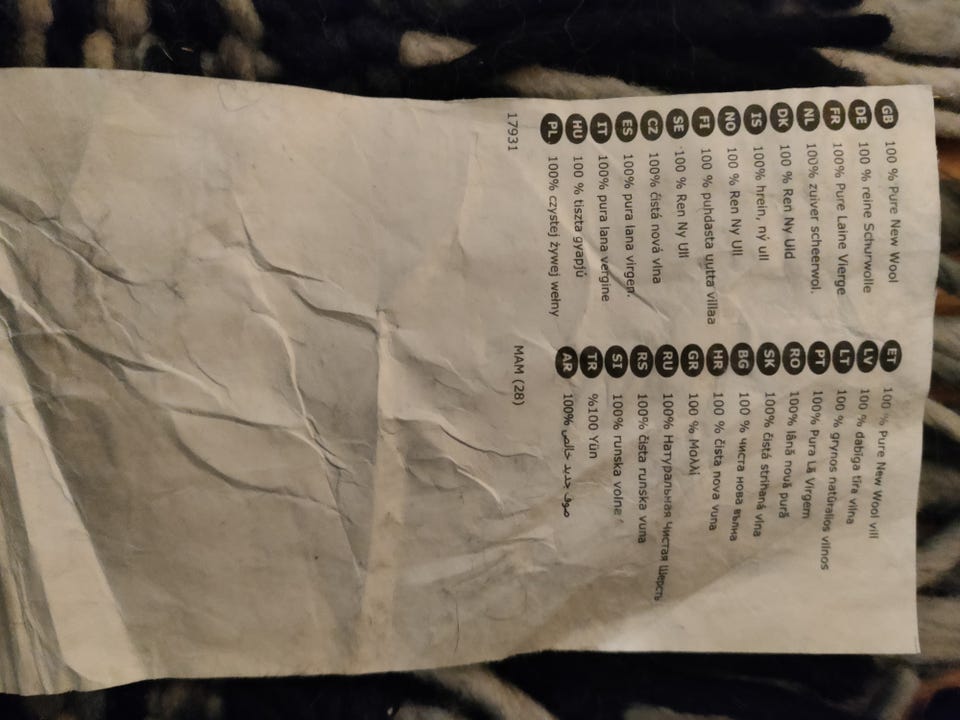 GB 100 % Pure New Wool
DE 100 % reine Schurwolle
FR 100% Pure Laine Vierge
NL 100% zuiver scheerwol.
DK 100 % Ren Ny Uld
IS 100% hrein, ný ull
NO 100 % Ren Ny Ull
FI 100 % puhdasta uutta villaa
SE 100 % Ren Ny Ull
CZ 100% čistá nová vlna
ES 100% pura lana virgen.
IT 100% pura lana vergine
HU 100 % tiszta gyapjú
PL 100% czystej żywej wełny
17931
ET 100 % Pure New Wool vill
LV 100 % dabīga tīra vilna
LT 100 % grynos natūralios vilnos
PT 100% Pura Lã Virgem
RO 100% lână nouă pură
SK 100% čistá strihaná vlna
BG 100 % чиста нова вълна
HR 100 % čista nova vuna
GR 100 % Μαλλί
RU 100% Натуральная Чистая Шерсть
RS 100% čista runska vuna
SI 100% runska volna
TR %100 Yün
AR 100% صوف جديد خالص
MAM (28)